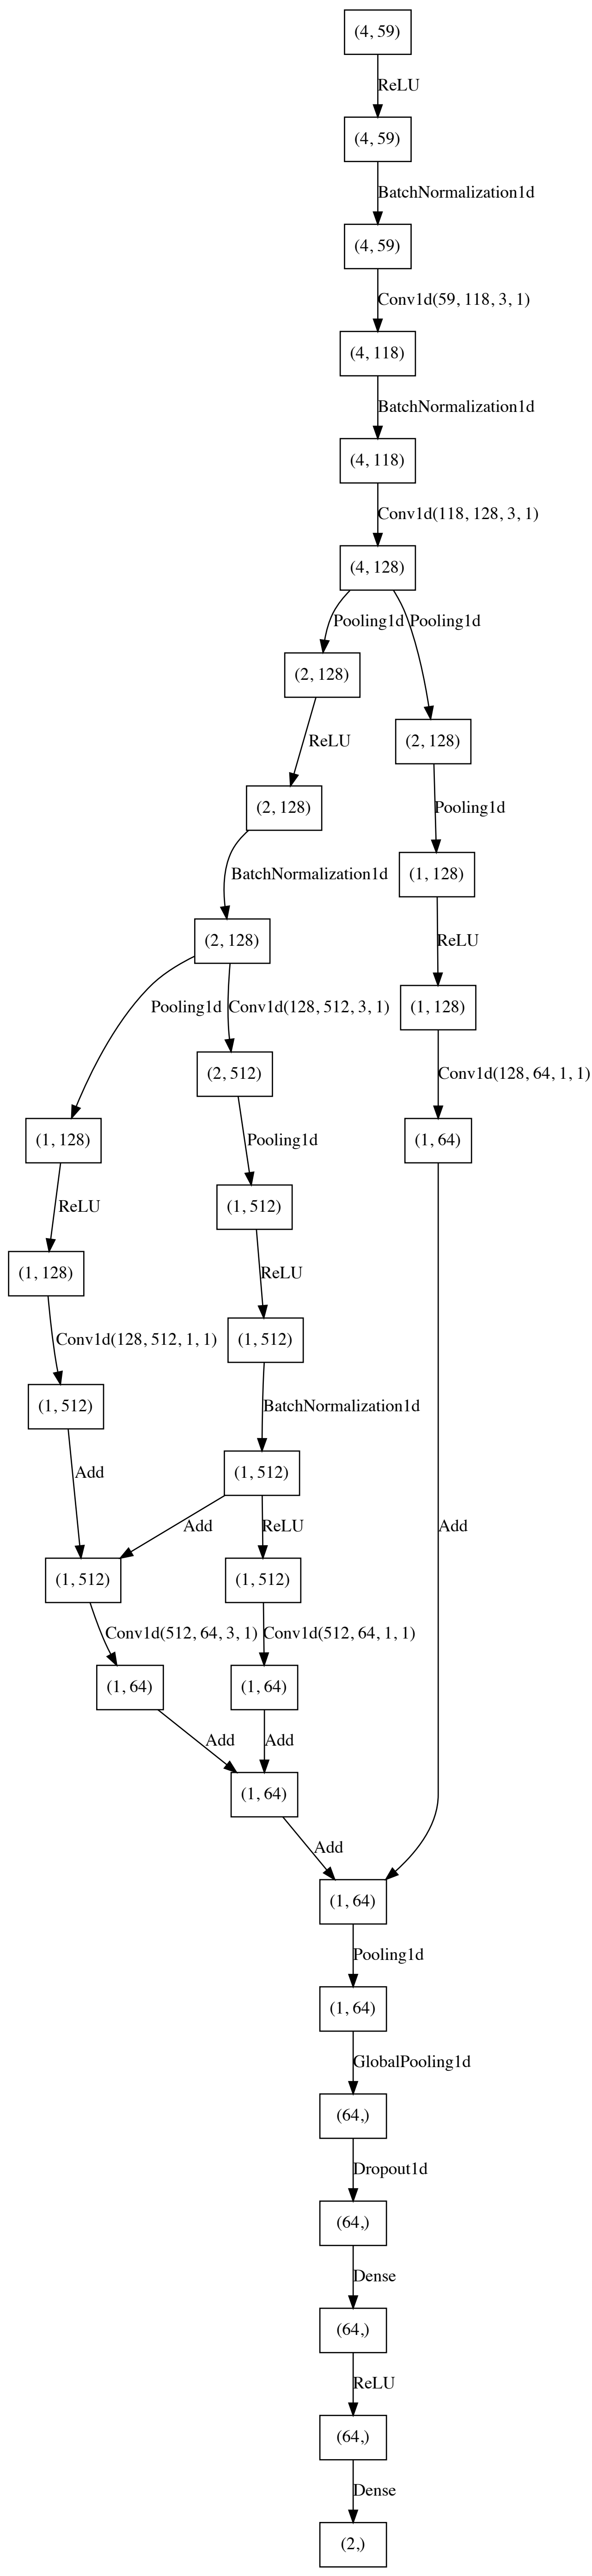 (4, 59)
ReLU
(4, 59)
BatchNormalization1d
(4, 59)
Conv1d(59, 118, 3, 1)
(4, 118)
BatchNormalization1d
(4, 118)
Conv1d(118, 128, 3, 1)
(4, 128)
Pooling1d Pooling1d
(2, 128)
ReLU
(2, 128)
(2, 128)
Pooling1d
BatchNormalization1d
(1, 128)
(2, 128)
ReLU
Pooling1d Conv1d(128, 512, 3, 1)
(1, 128)
(2, 512)
Conv1d(128, 64, 1, 1)
(1, 128)
Pooling1d
(1, 64)
ReLU
(1, 512)
(1, 128)
ReLU
Conv1d(128, 512, 1, 1)
(1, 512)
(1, 512)
BatchNormalization1d
Add
(1, 512)
Add
ReLU
Add
(1, 512)
(1, 512)
Conv1d(512, 64, 3, 1) Conv1d(512, 64, 1, 1)
(1, 64)
(1, 64)
Add
Add
(1, 64)
Add
(1, 64)
Pooling1d
(1, 64)
GlobalPooling1d
(64,)
Dropout1d
(64,)
Dense
(64,)
ReLU
(64,)
Dense
(2,)